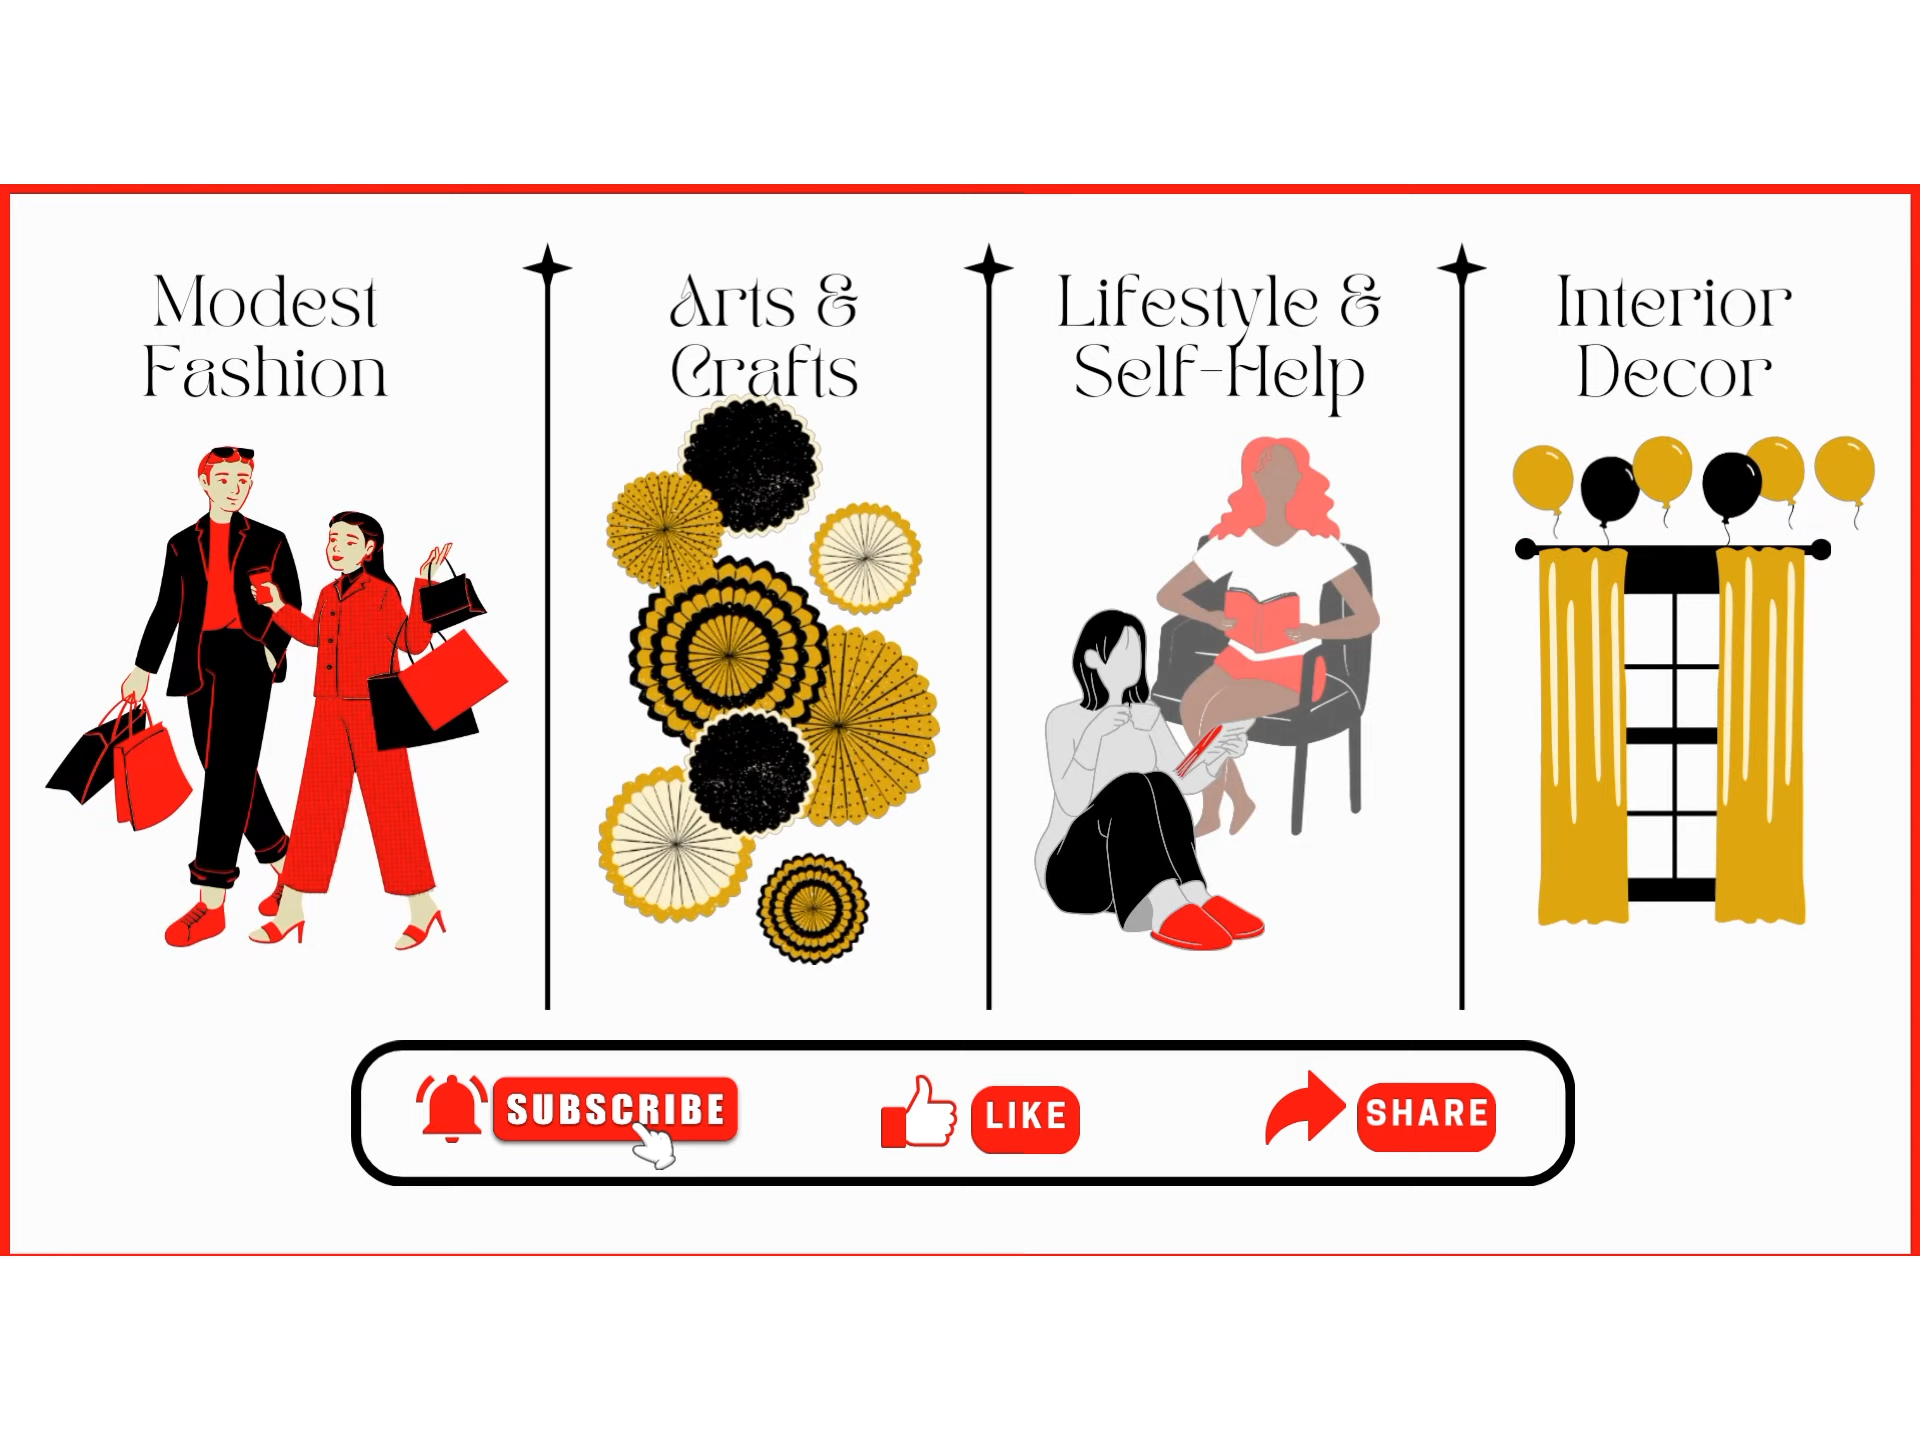 Modest
Fashion
Arts &
Crafts
Lifestyle &
Self-Help
Interior
Decor
SUBSCRIBE
LIKE
SHARE